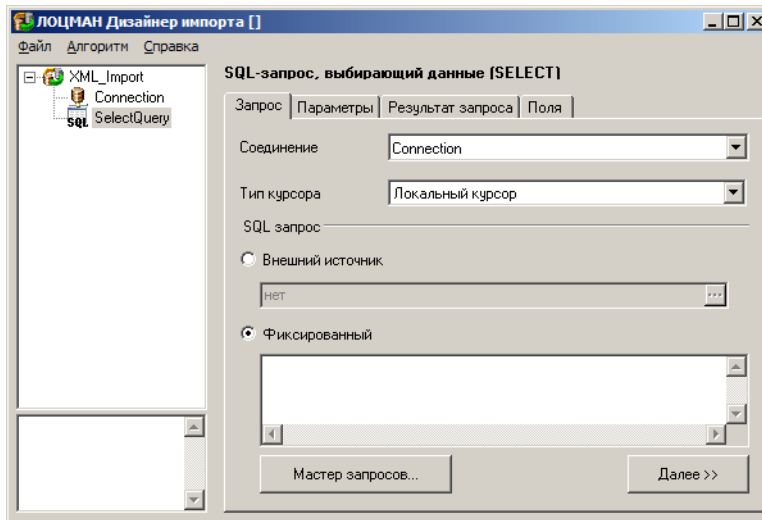 ЛОЦМАН Дизайнер импорта []
Файл Алгоритм Справка
XML_Import
Connection
SQL SelectQuery
SQL-запрос, выбирающий данные (SELECT)
Запрос Параметры Результат запроса Поля
Соединение Connection
Тип курсора Локальный курсор
SQL запрос
Внешний источник
нет ...
Фиксированный
Мастер запросов... Далее >>